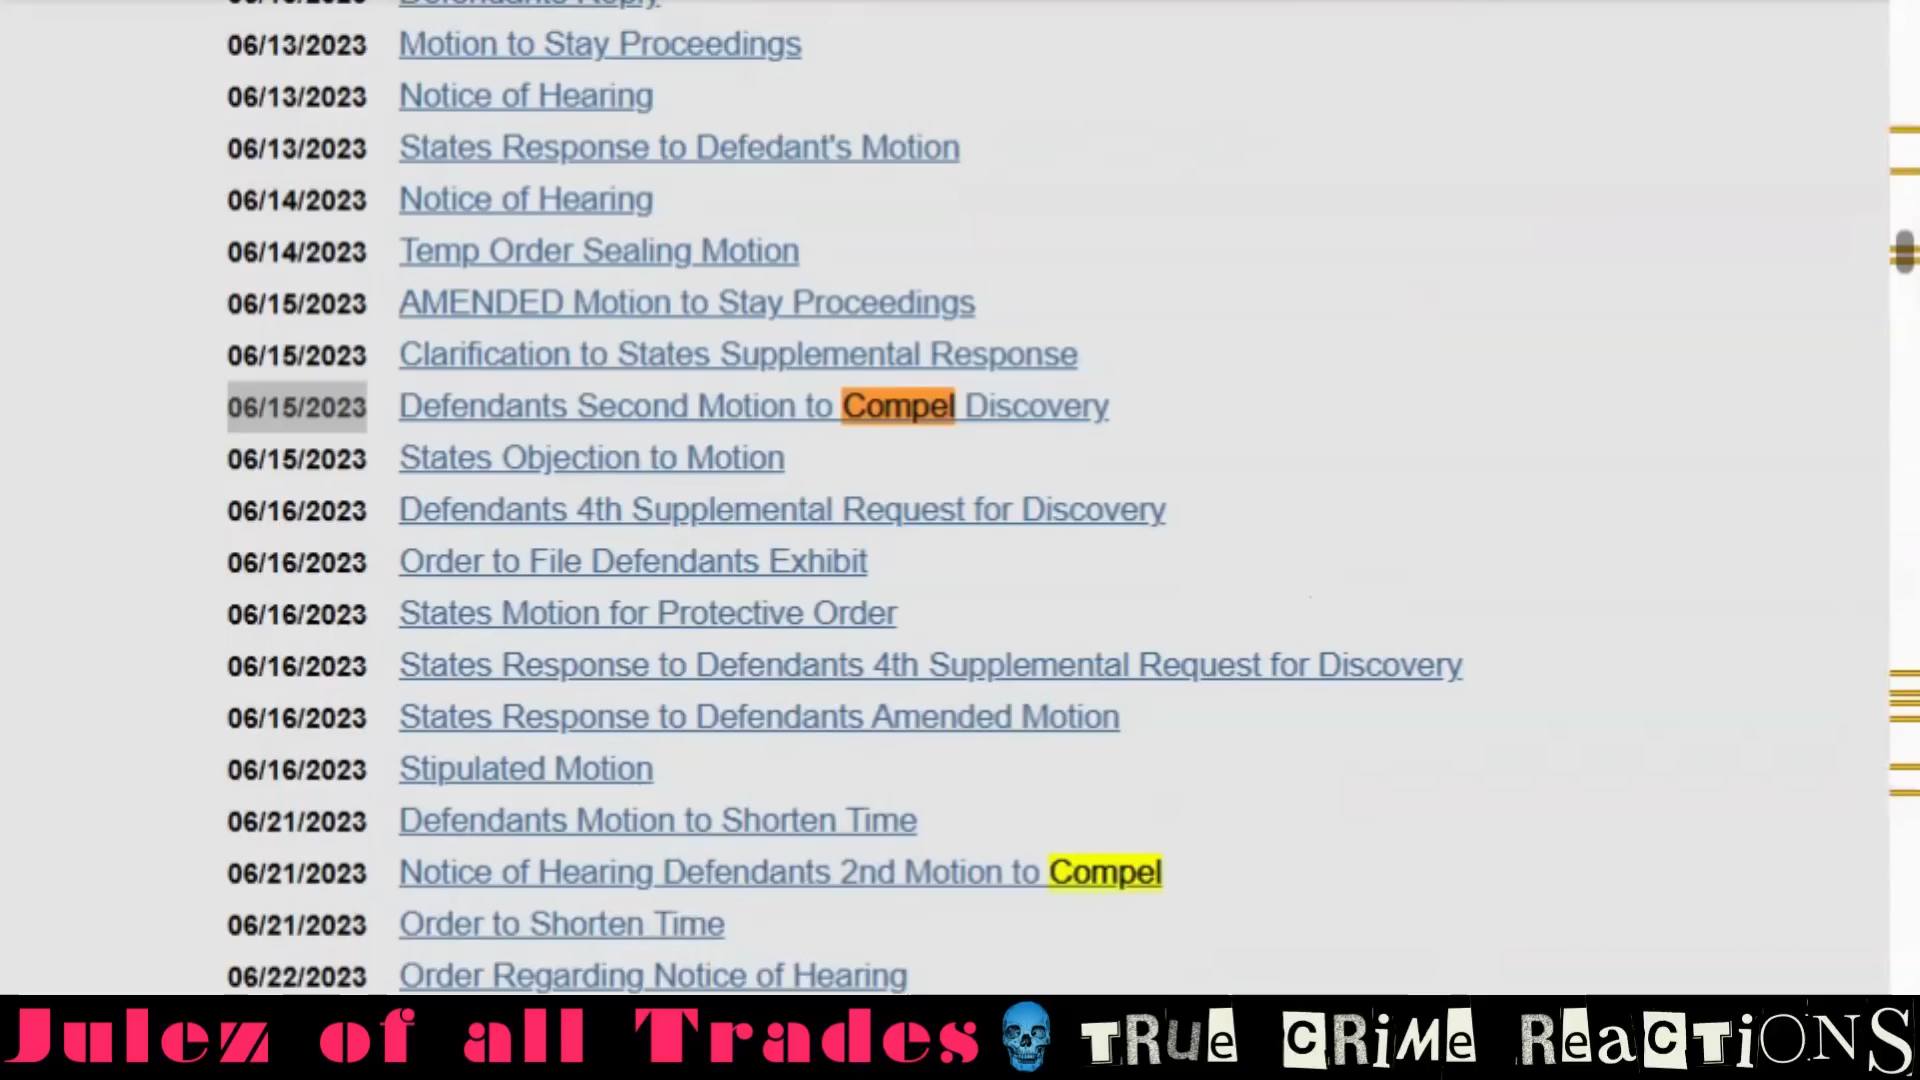 Defendants Reply
06/13/2023 Motion to Stay Proceedings
06/13/2023 Notice of Hearing
06/13/2023 States Response to Defedant's Motion
06/14/2023 Notice of Hearing
06/14/2023 Temp Order Sealing Motion
06/15/2023 AMENDED Motion to Stay Proceedings
06/15/2023 Clarification to States Supplemental Response
06/15/2023 Defendants Second Motion to Compel Discovery
06/15/2023 States Objection to Motion
06/16/2023 Defendants 4th Supplemental Request for Discovery
06/16/2023 Order to File Defendants Exhibit
06/16/2023 States Motion for Protective Order
06/16/2023 States Response to Defendants 4th Supplemental Request for Discovery
06/16/2023 States Response to Defendants Amended Motion
06/16/2023 Stipulated Motion
06/21/2023 Defendants Motion to Shorten Time
06/21/2023 Notice of Hearing Defendants 2nd Motion to Compel
06/21/2023 Order to Shorten Time
06/22/2023 Order Regarding Notice of Hearing
Julez of all Trades TRue CRiMe ReaCTiONS